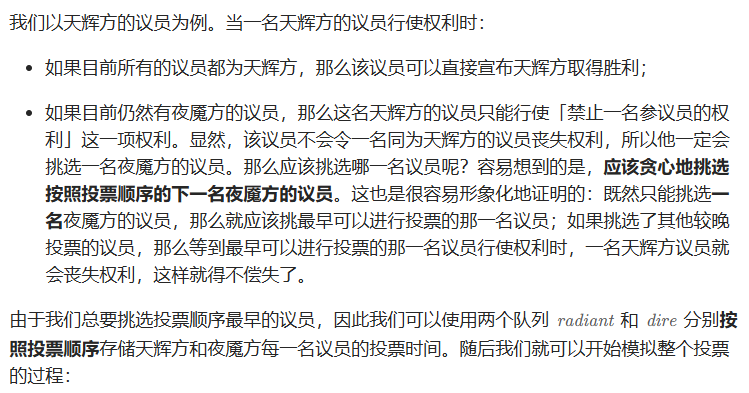 我们以天辉方的议员为例。当一名天辉方的议员行使权利时：
• 如果目前所有的议员都为天辉方，那么该议员可以直接宣布天辉方取得胜利；
• 如果目前仍然有夜魇方的议员，那么这名天辉方的议员只能行使「禁止一名参议员的权
利」这一项权利。显然，该议员不会令一名同为天辉方的议员丧失权利，所以他一定会
挑选一名夜魇方的议员。那么应该挑选哪一名议员呢？容易想到的是，应该贪心地挑选
按照投票顺序的下一名夜魇方的议员。这也是很容易形象化地证明的：既然只能挑选一
名夜魇方的议员，那么就应该挑最早可以进行投票的那一名议员；如果挑选了其他较晚
投票的议员，那么等到最早可以进行投票的那一名议员行使权利时，一名天辉方议员就
会丧失权利，这样就得不偿失了。
由于我们总要挑选投票顺序最早的议员，因此我们可以使用两个队列 radiant 和 dire 分别按
照投票顺序存储天辉方和夜魇方每一名议员的投票时间。随后我们就可以开始模拟整个投票
的过程：